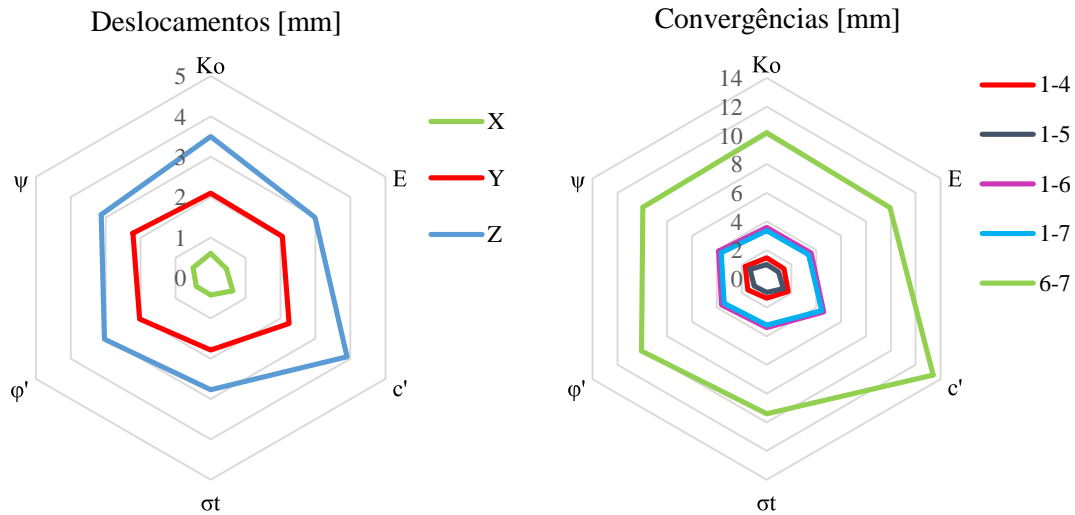 Deslocamentos [mm]
Ko
5
4
3
2
1
0
E
c'
σt
φ'
ψ
X
Y
Z
Convergências [mm]
Ko
14
12
10
8
6
4
2
0
E
c'
σt
φ'
ψ
1-4
1-5
1-6
1-7
6-7